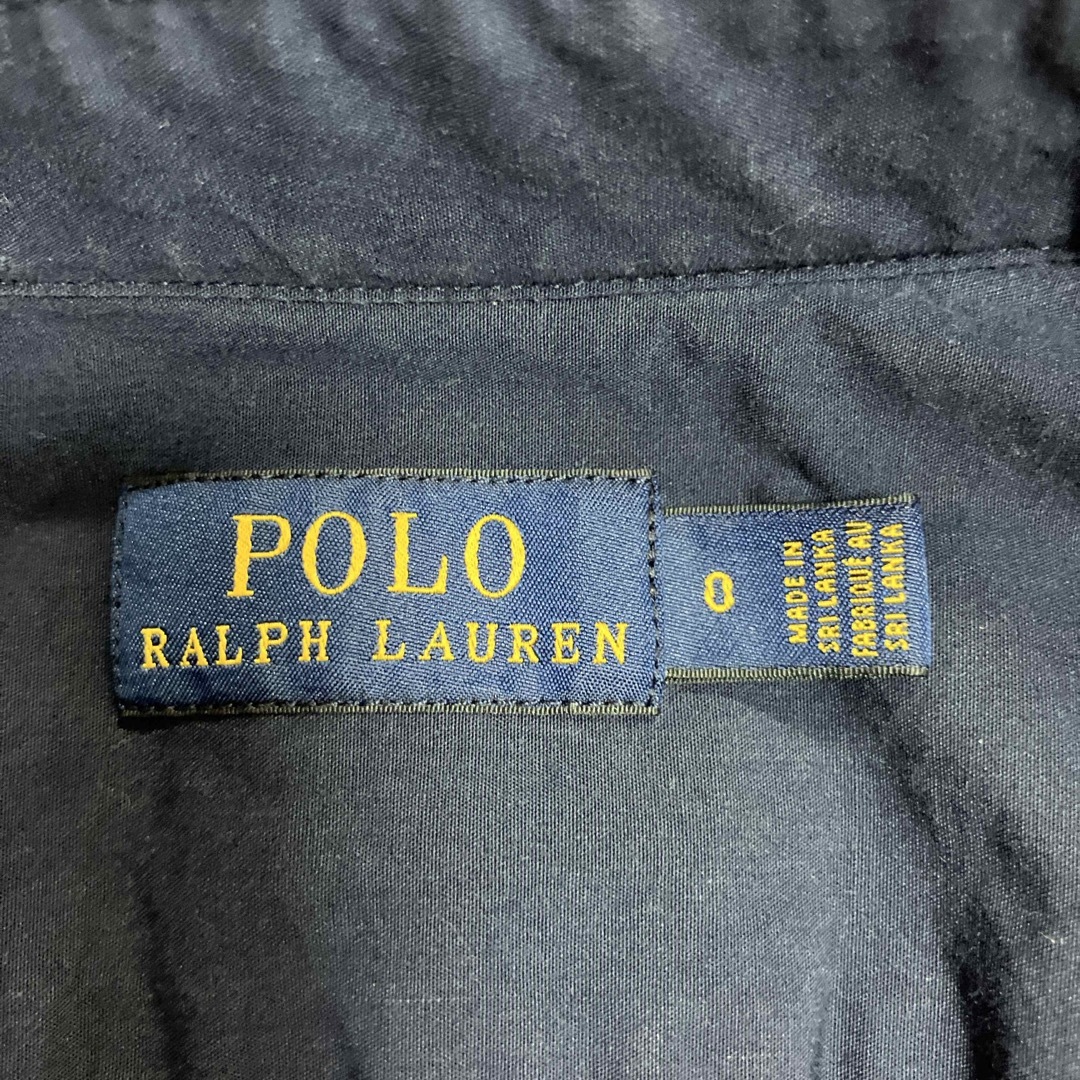 POLO
RALPH LAUREN
0
MADE IN
SRI LANKA
FABRIQUÉ AU
SRI LANKA